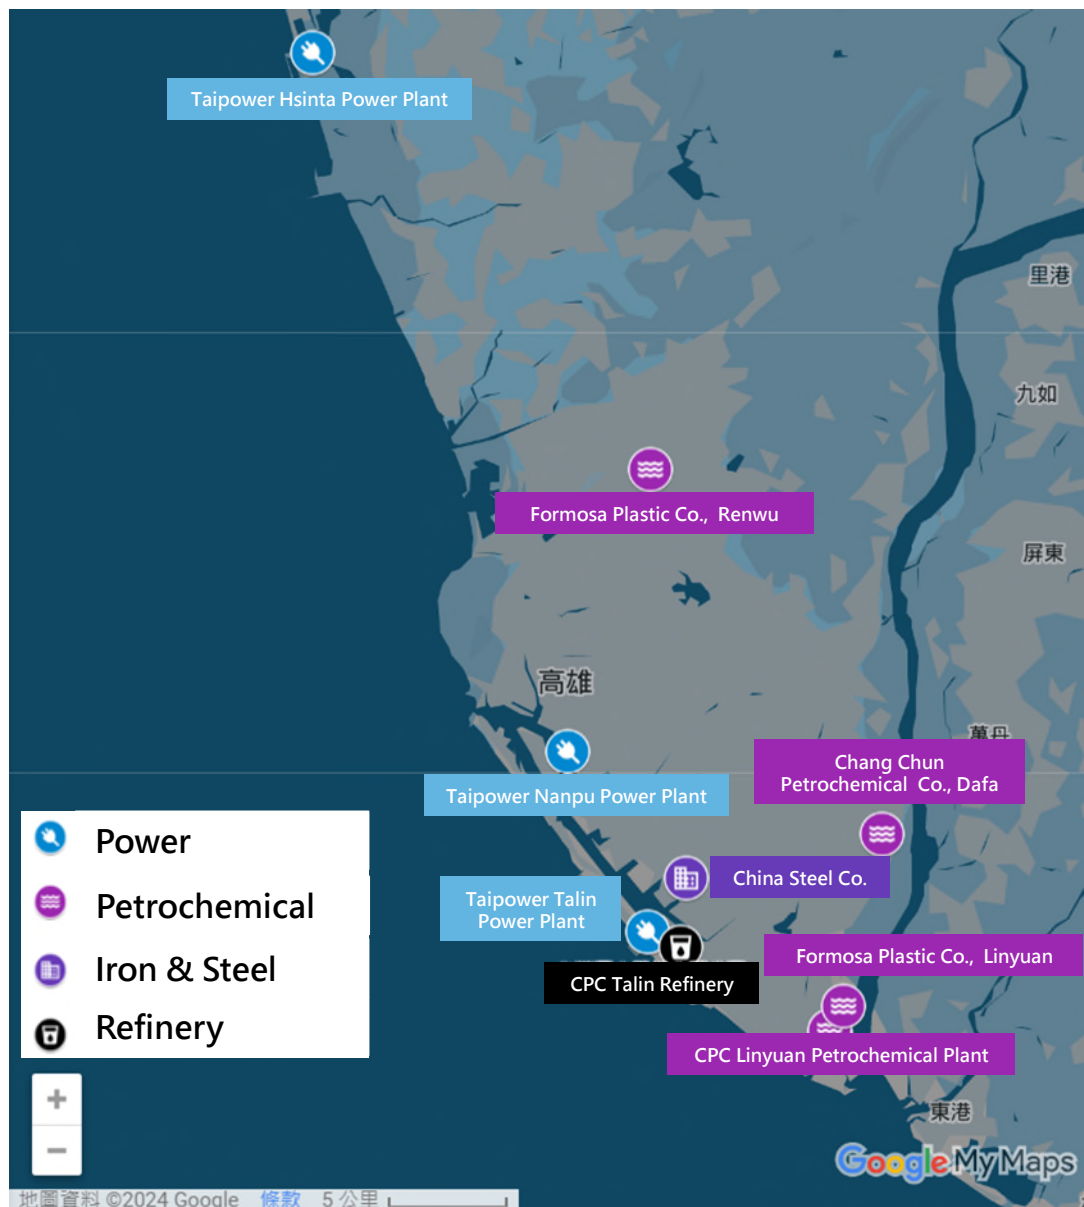 Taipower Hsinta Power Plant
里港
九如
Formosa Plastic Co., Renwu
屏東
高雄
萬丹
Chang Chun
Petrochemical Co., Dafa
Taipower Nanpu Power Plant
Power
Petrochemical
Iron & Steel
Refinery
China Steel Co.
Taipower Talin
Power Plant
Formosa Plastic Co., Linyuan
CPC Talin Refinery
CPC Linyuan Petrochemical Plant
+
−
東港
Google My Maps
地圖資料 ©2024 Google 條款 5 公里